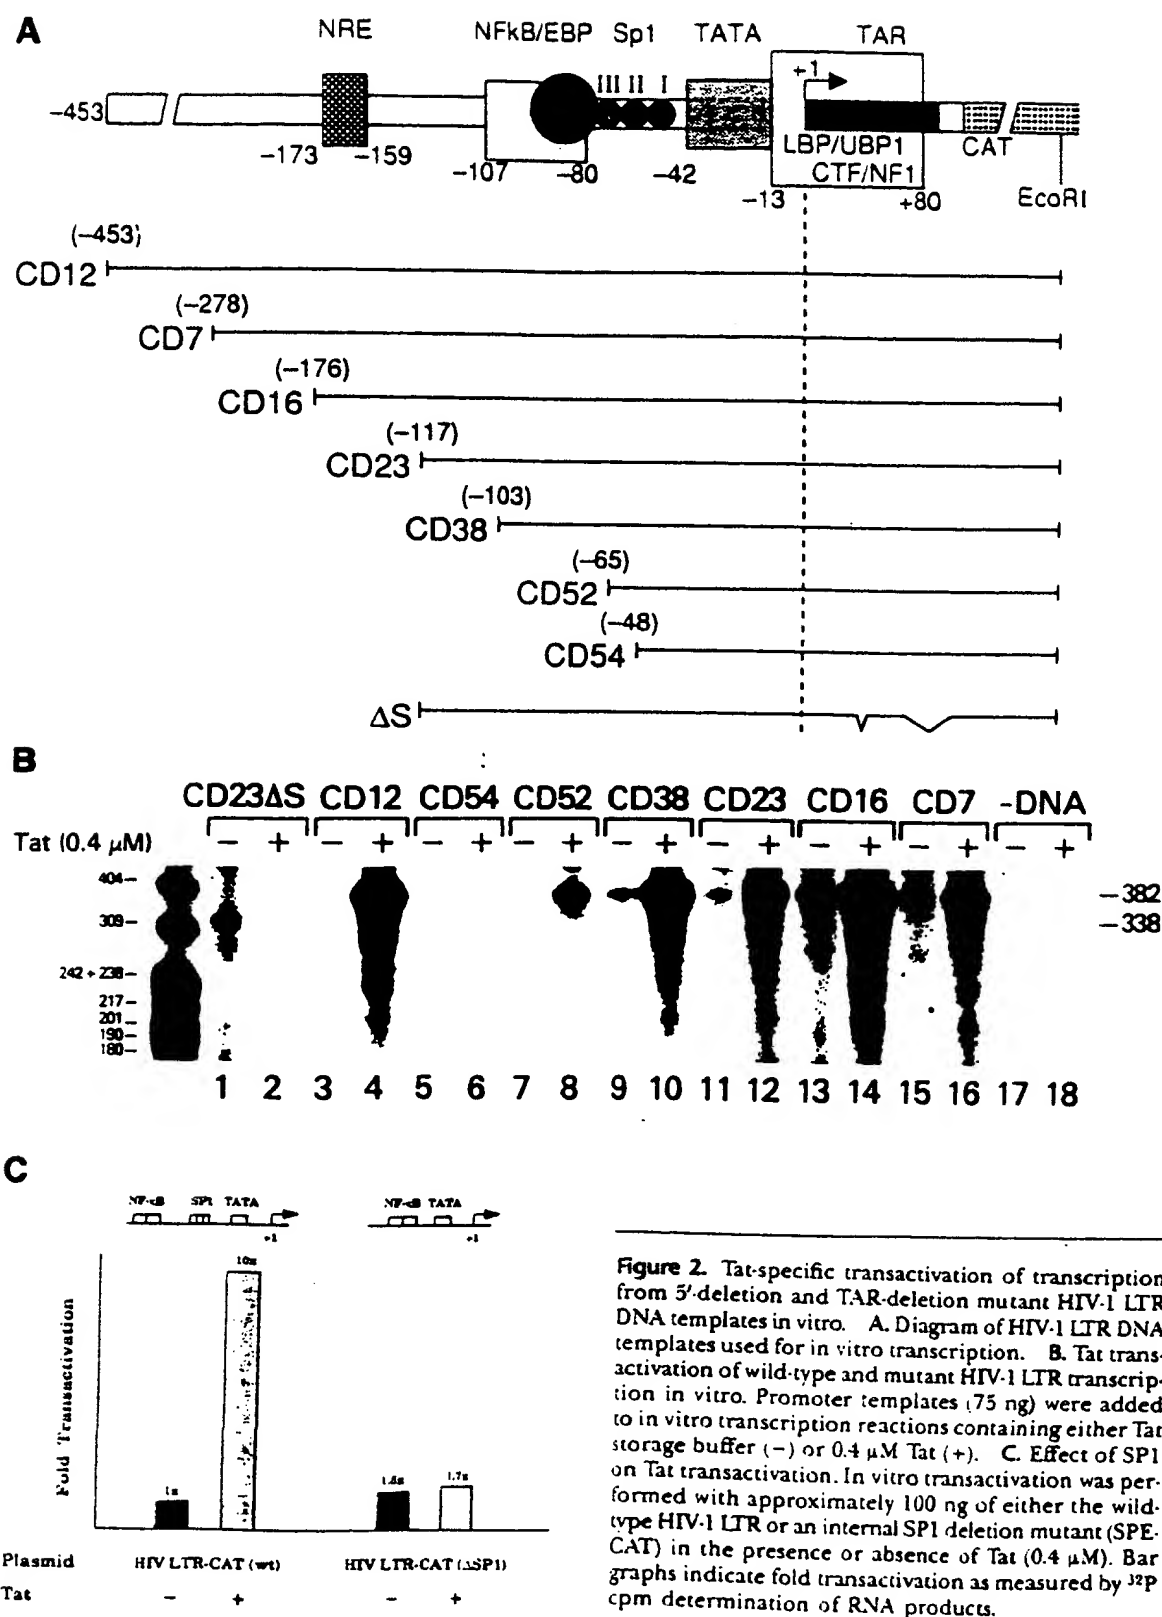 A
NRE NFkB/EBP Sp1 TATA TAR
III II I +1
-453
LBP/UBP1 CAT
-173 -159 CTF/NF1
-107 -80 -42
-13 +80 EcoRI
(-453)
CD12
(-278)
CD7
(-176)
CD16
(-117)
CD23
(-103)
CD38
(-65)
CD52
(-48)
CD54
ΔS
B
CD23ΔS CD12 CD54 CD52 CD38 CD23 CD16 CD7 -DNA
Tat (0.4 μM) - + - + - + - + - + - + - + - + - +
404-
309-
242 + 238-
217-
201-
190-
180-
-382
-338
1 2 3 4 5 6 7 8 9 10 11 12 13 14 15 16 17 18
C
NF-κB SP1 TATA NF-κB TATA
+1 +1
Fold Transactivation
1x 1.7x
Plasmid HIV LTR-CAT (wt) HIV LTR-CAT (ΔSP1)
Tat - + - +
Figure 2. Tat-specific transactivation of transcription
from 5'-deletion and TAR-deletion mutant HIV-1 LTR
DNA templates in vitro. A. Diagram of HIV-1 LTR DNA
templates used for in vitro transcription. B. Tat trans-
activation of wild-type and mutant HIV-1 LTR transcrip-
tion in vitro. Promoter templates (75 ng) were added
to in vitro transcription reactions containing either Tat
storage buffer (-) or 0.4 μM Tat (+). C. Effect of SP1
on Tat transactivation. In vitro transactivation was per-
formed with approximately 100 ng of either the wild-
type HIV-1 LTR or an internal SP1 deletion mutant (SPE-
CAT) in the presence or absence of Tat (0.4 μM). Bar
graphs indicate fold transactivation as measured by ³²P
cpm determination of RNA products.